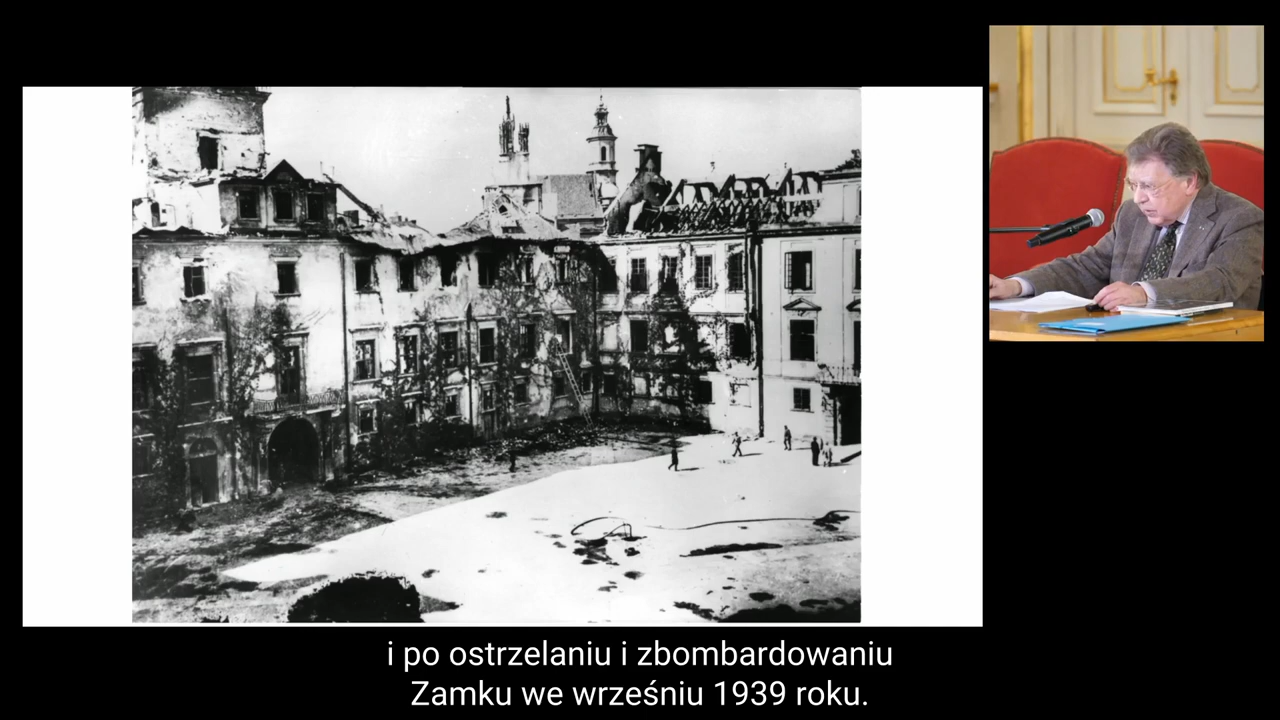 i po ostrzelaniu i zbombardowaniu
Zamku we wrześniu 1939 roku.